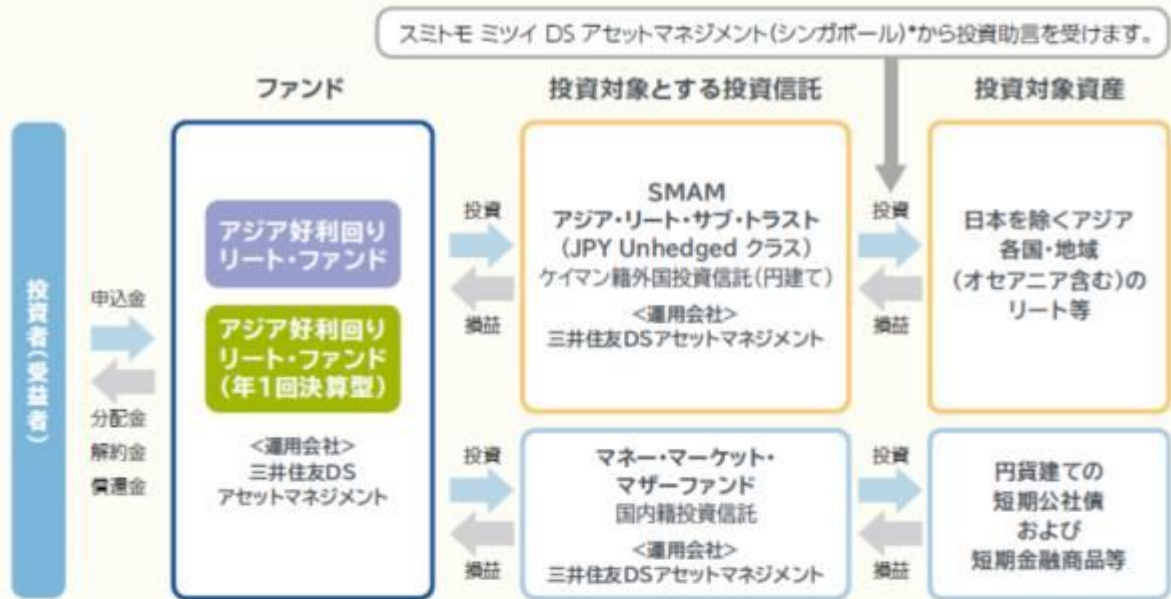 スミトモ ミツイ DS アセットマネジメント(シンガポール)*から投資助言を受けます。
ファンド
投資対象とする投資信託
投資対象資産
投資者(受益者)
申込金
分配金
解約金
償還金
アジア好利回り
リート・ファンド
アジア好利回り
リート・ファンド
(年1回決算型)
<運用会社>
三井住友DS
アセットマネジメント
投資
損益
SMAM
アジア・リート・サブ・トラスト
(JPY Unhedged クラス)
ケイマン籍外国投資信託(円建て)
<運用会社>
三井住友DSアセットマネジメント
投資
損益
日本を除くアジア
各国・地域
(オセアニア含む)の
リート等
投資
損益
マネー・マーケット・
マザーファンド
国内籍投資信託
<運用会社>
三井住友DSアセットマネジメント
投資
損益
円貨建ての
短期公社債
および
短期金融商品等